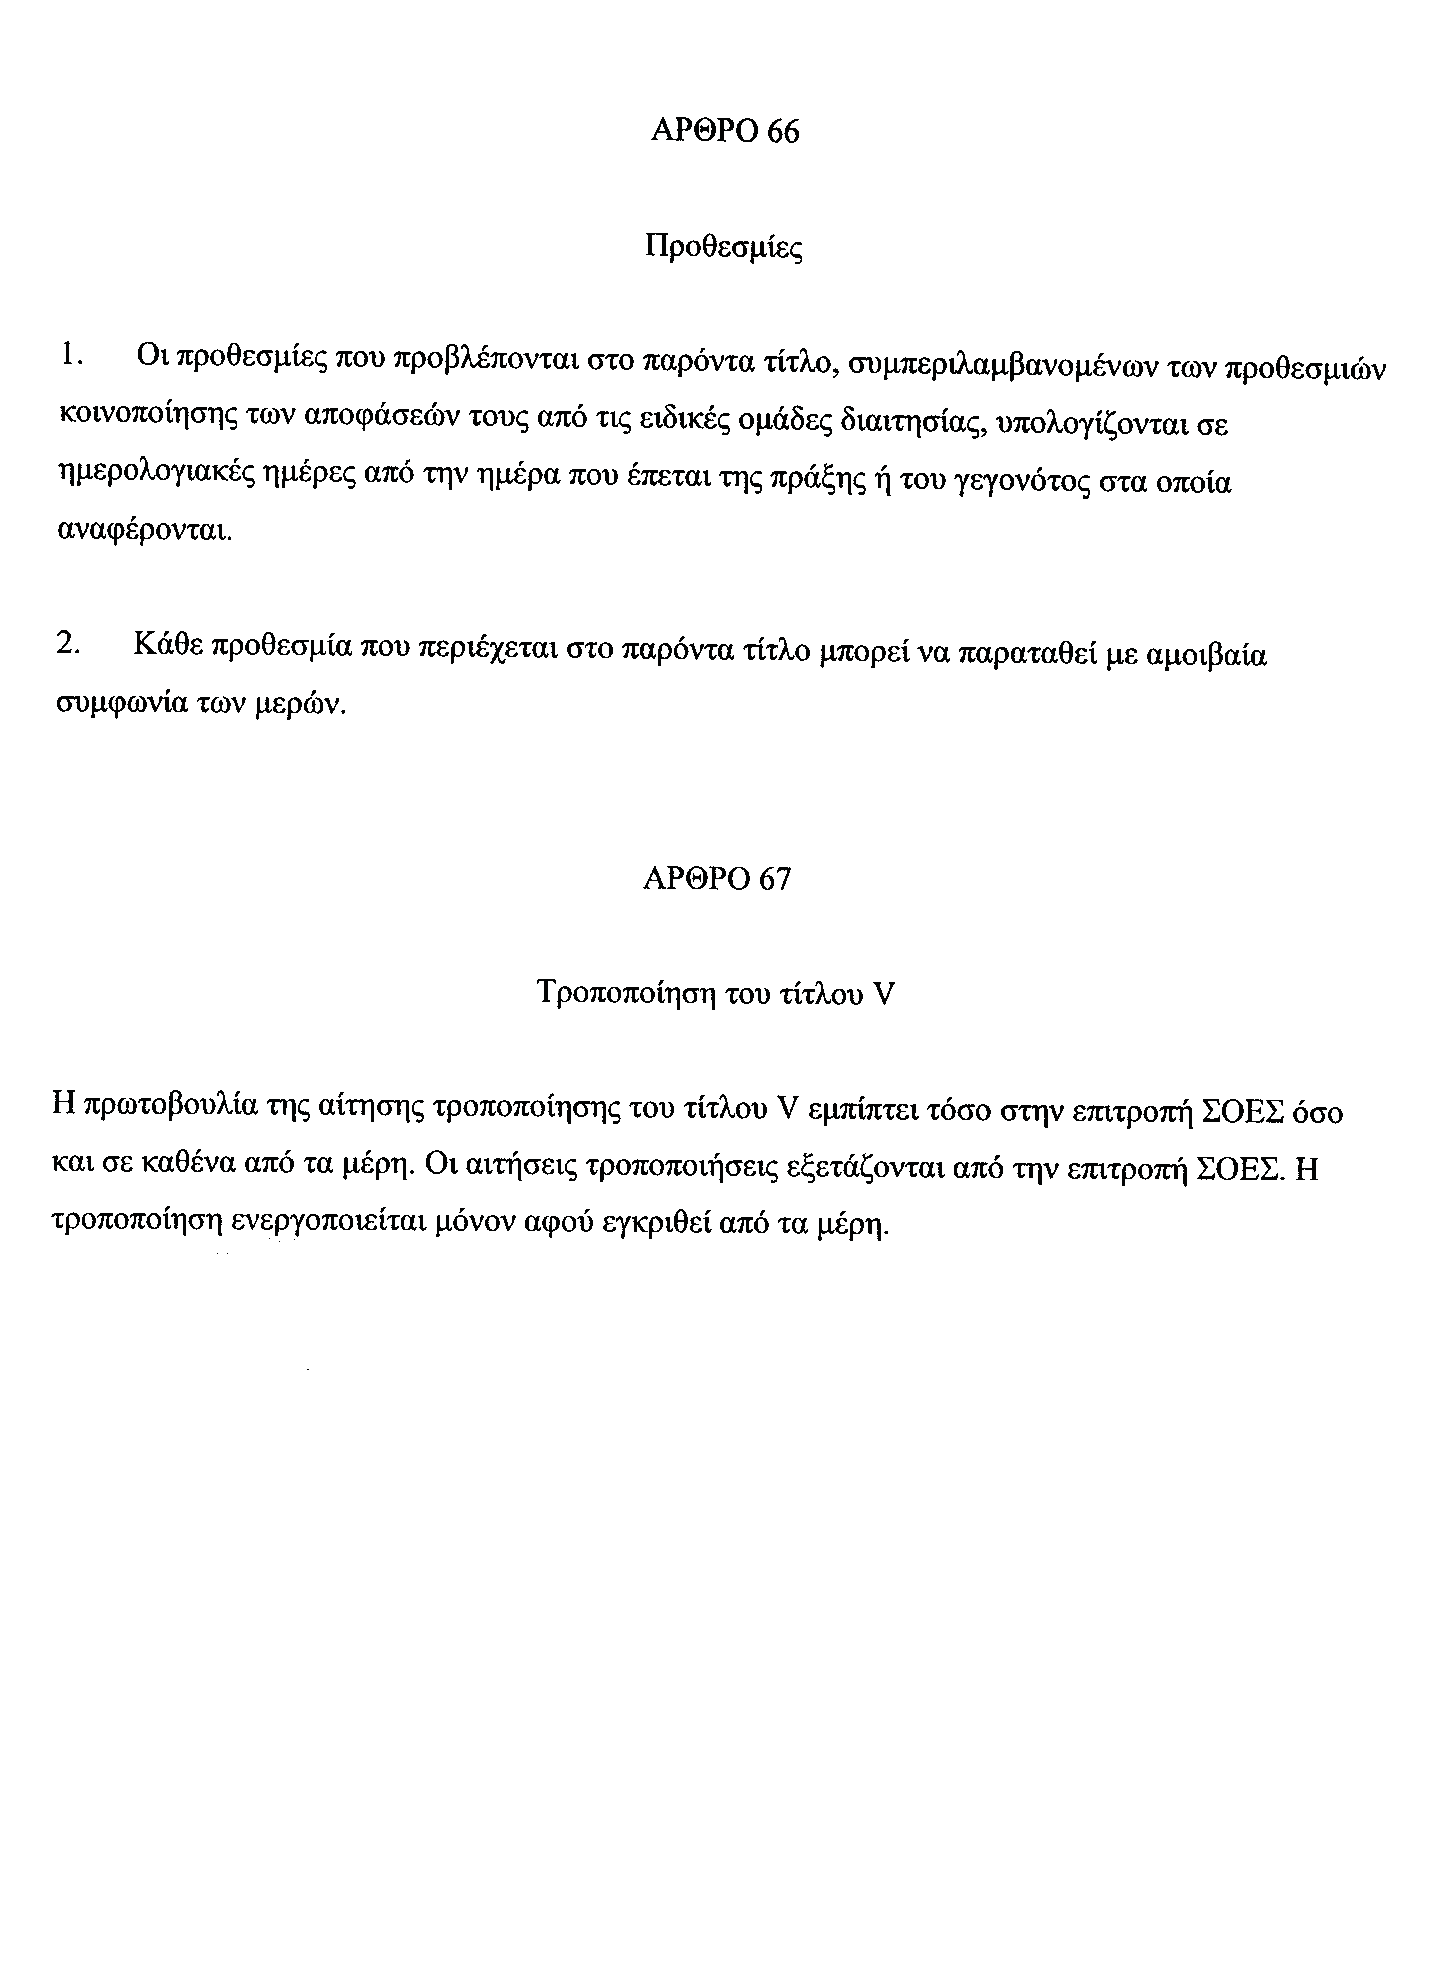 ΑΡΘΡΟ 66
Προθεσμίες
1. Οι προθεσμίες που προβλέπονται στο παρόντα τίτλο, συμπεριλαμβανομένων των προθεσμιών
κοινοποίησης των αποφάσεών τους από τις ειδικές ομάδες διαιτησίας, υπολογίζονται σε
ημερολογιακές ημέρες από την ημέρα που έπεται της πράξης ή του γεγονότος στα οποία
αναφέρονται.
2. Κάθε προθεσμία που περιέχεται στο παρόντα τίτλο μπορεί να παραταθεί με αμοιβαία
συμφωνία των μερών.
ΑΡΘΡΟ 67
Τροποποίηση του τίτλου V
Η πρωτοβουλία της αίτησης τροποποίησης του τίτλου V εμπίπτει τόσο στην επιτροπή ΣΟΕΣ όσο
και σε καθένα από τα μέρη. Οι αιτήσεις τροποποιήσεις εξετάζονται από την επιτροπή ΣΟΕΣ. Η
τροποποίηση ενεργοποιείται μόνον αφού εγκριθεί από τα μέρη.